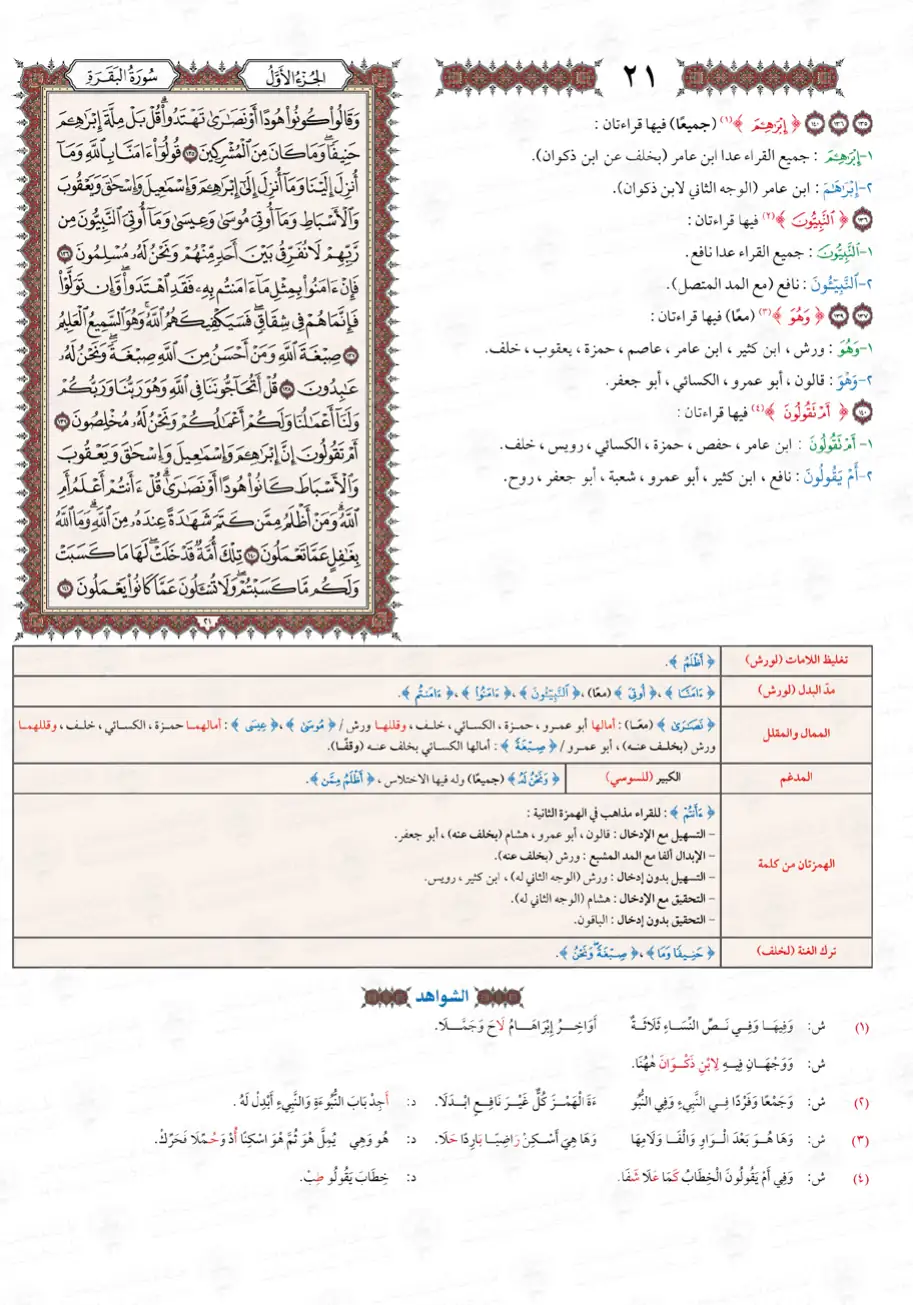 ٢١
﴿ إِبْرَٰهِـۧمَ ﴾(١) (جميعًا) فيها قراءتان :
١- إِبْرَٰهِـۧمَ : جميع القراء عدا ابن عامر (بخلف عن ابن ذكوان).
٢- إِبْرَاهَـٰمَ : ابن عامر (الوجه الثاني لابن ذكوان).
١٣٦ ﴿ ٱلنَّبِيُّونَ ﴾(٢) فيها قراءتان :
١- ٱلنَّبِيُّونَ : جميع القراء عدا نافع.
٢- ٱلنَّبِيـُٔونَ : نافع (مع المد المتصل).
١٣٧ ١٣٩ ﴿ وَهُوَ ﴾(٣) (معًا) فيها قراءتان :
١- وَهُوَ : ورش ، ابن كثير ، ابن عامر ، عاصم ، حمزة ، يعقوب ، خلف.
٢- وَهْوَ : قالون ، أبو عمرو ، الكسائي ، أبو جعفر.
١٤٠ ﴿ أَمْ تَقُولُونَ ﴾(٤) فيها قراءتان :
١- أَمْ تَقُولُونَ : ابن عامر ، حفص ، حمزة ، الكسائي ، رويس ، خلف.
٢- أَمْ يَقُولُونَ : نافع ، ابن كثير ، أبو عمرو ، شعبة ، أبو جعفر ، روح.
الجُزْءُ الأَوَّلُ سُورَةُ البَقَرَةِ
وَقَالُوا۟ كُونُوا۟ هُودًا أَوْ نَصَٰرَىٰ تَهْتَدُوا۟ۗ قُلْ بَلْ مِلَّةَ إِبْرَٰهِـۧمَ
حَنِيفًاۖ وَمَا كَانَ مِنَ ٱلْمُشْرِكِينَ ١٣٥ قُولُوٓا۟ ءَامَنَّا بِٱللَّهِ وَمَآ
أُنزِلَ إِلَيْنَا وَمَآ أُنزِلَ إِلَىٰٓ إِبْرَٰهِـۧمَ وَإِسْمَٰعِيلَ وَإِسْحَٰقَ وَيَعْقُوبَ
وَٱلْأَسْبَاطِ وَمَآ أُوتِىَ مُوسَىٰ وَعِيسَىٰ وَمَآ أُوتِىَ ٱلنَّبِيُّونَ مِن
رَّبِّهِمْ لَا نُفَرِّقُ بَيْنَ أَحَدٍ مِّنْهُمْ وَنَحْنُ لَهُۥ مُسْلِمُونَ ١٣٦
فَإِنْ ءَامَنُوا۟ بِمِثْلِ مَآ ءَامَنتُم بِهِۦ فَقَدِ ٱهْتَدَوا۟ۖ وَّإِن تَوَلَّوْا۟
فَإِنَّمَا هُمْ فِى شِقَاقٍۖ فَسَيَكْفِيكَهُمُ ٱللَّهُۚ وَهُوَ ٱلسَّمِيعُ ٱلْعَلِيمُ
١٣٧ صِبْغَةَ ٱللَّهِۖ وَمَنْ أَحْسَنُ مِنَ ٱللَّهِ صِبْغَةًۖ وَنَحْنُ لَهُۥ
عَٰبِدُونَ ١٣٨ قُلْ أَتُحَآجُّونَنَا فِى ٱللَّهِ وَهُوَ رَبُّنَا وَرَبُّكُمْ
وَلَنَآ أَعْمَٰلُنَا وَلَكُمْ أَعْمَٰلُكُمْ وَنَحْنُ لَهُۥ مُخْلِصُونَ ١٣٩
أَمْ تَقُولُونَ إِنَّ إِبْرَٰهِـۧمَ وَإِسْمَٰعِيلَ وَإِسْحَٰقَ وَيَعْقُوبَ
وَٱلْأَسْبَاطَ كَانُوا۟ هُودًا أَوْ نَصَٰرَىٰۗ قُلْ ءَأَنتُمْ أَعْلَمُ أَمِ
ٱللَّهُۗ وَمَنْ أَظْلَمُ مِمَّن كَتَمَ شَهَٰدَةً عِندَهُۥ مِنَ ٱللَّهِۗ وَمَا ٱللَّهُ
بِغَٰفِلٍ عَمَّا تَعْمَلُونَ ١٤٠ تِلْكَ أُمَّةٌ قَدْ خَلَتْۖ لَهَا مَا كَسَبَتْ
وَلَكُم مَّا كَسَبْتُمْۖ وَلَا تُسْـَٔلُونَ عَمَّا كَانُوا۟ يَعْمَلُونَ ١٤١
٢١
تغليظ اللامات (لورش) ﴿ أَظْلَمُ ﴾.
مدّ البدل (لورش) ﴿ ءَامَنَّا ﴾، ﴿ أُوتِىَ ﴾ (معًا) ، ﴿ ٱلنَّبِيـُٔونَ ﴾، ﴿ ءَامَنُوا۟ ﴾، ﴿ ءَامَنتُم ﴾.
الممال والمقلل ﴿ نَصَٰرَىٰ ﴾ (معًا) : أمالها أبو عمرو ، حمزة ، الكسائي ، خلف ، وقللها ورش / ﴿ مُوسَىٰ ﴾، ﴿ عِيسَىٰ ﴾ : أمالهما حمزة ، الكسائي ، خلف ، وقللهما
ورش (بخلف عنه) ، أبو عمرو / ﴿ صِبْغَةً ﴾ : أمالها الكسائي بخلف عنه (وقفًا).
المدغم الكبير (للسوسي) ﴿ وَنَحْنُ لَهُ ﴾ (جميعًا) وله فيها الاختلاس ، ﴿ أَظْلَمُ مِمَّن ﴾.
الهمزتان من كلمة ﴿ ءَأَنتُمْ ﴾ : للقراء مذاهب في الهمزة الثانية :
– التسهيل مع الإدخال : قالون ، أبو عمرو ، هشام (بخلف عنه) ، أبو جعفر.
– الإبدال ألفا مع المد المشبع : ورش (بخلف عنه).
– التسهيل بدون إدخال : ورش (الوجه الثاني له) ، ابن كثير ، رويس.
– التحقيق مع الإدخال : هشام (الوجه الثاني له).
– التحقيق بدون إدخال : الباقون.
ترك الغنة (لخلف) ﴿ حَنِيفًا وَمَا ﴾، ﴿ صِبْغَةً وَنَحْنُ ﴾.
الشواهد
(١) ش: وَفِيهَا وَفِي نَصِّ النِّسَاءِ ثَلَاثَةٌ أَوَاخِرُ إِبْرَاهَامُ لَاحَ وَجَمَّلَا.
ش: وَوَجْهَانِ فِيهِ لِابْنِ ذَكْوَانَ هٰهُنَا.
(٢) ش: وَجَمْعًا وَفَرْدًا فِي النَّبِيءِ وَفِي النُّبُو ءَةَ الْهَمْزَ كُلٌّ غَيْرَ نَافِعٍ ابْدَلَا. د: أَجِدْ بَابَ النُّبُوءَةِ وَالنَّبِيءِ أَبْدِلْ لَهُ .
(٣) ش: وَهَا هُوَ بَعْدَ الْوَاوِ وَالْفَا وَلَامِهَا وَهَا هِيَ أَسْكِنْ رَاضِيًا بَارِدًا حَلَا. د: هُو وَهِي يُمِلَّ هُوَ ثُمَّ هُوَ اسْكِنًا أُدْ وَحُمِّلَا فَحَرِّكْ.
(٤) ش: وَفِي أَمْ يَقُولُونَ الْخِطَابُ كَمَا عَلَا شَفَا. د: خِطَابَ يَقُولُو طِبْ.